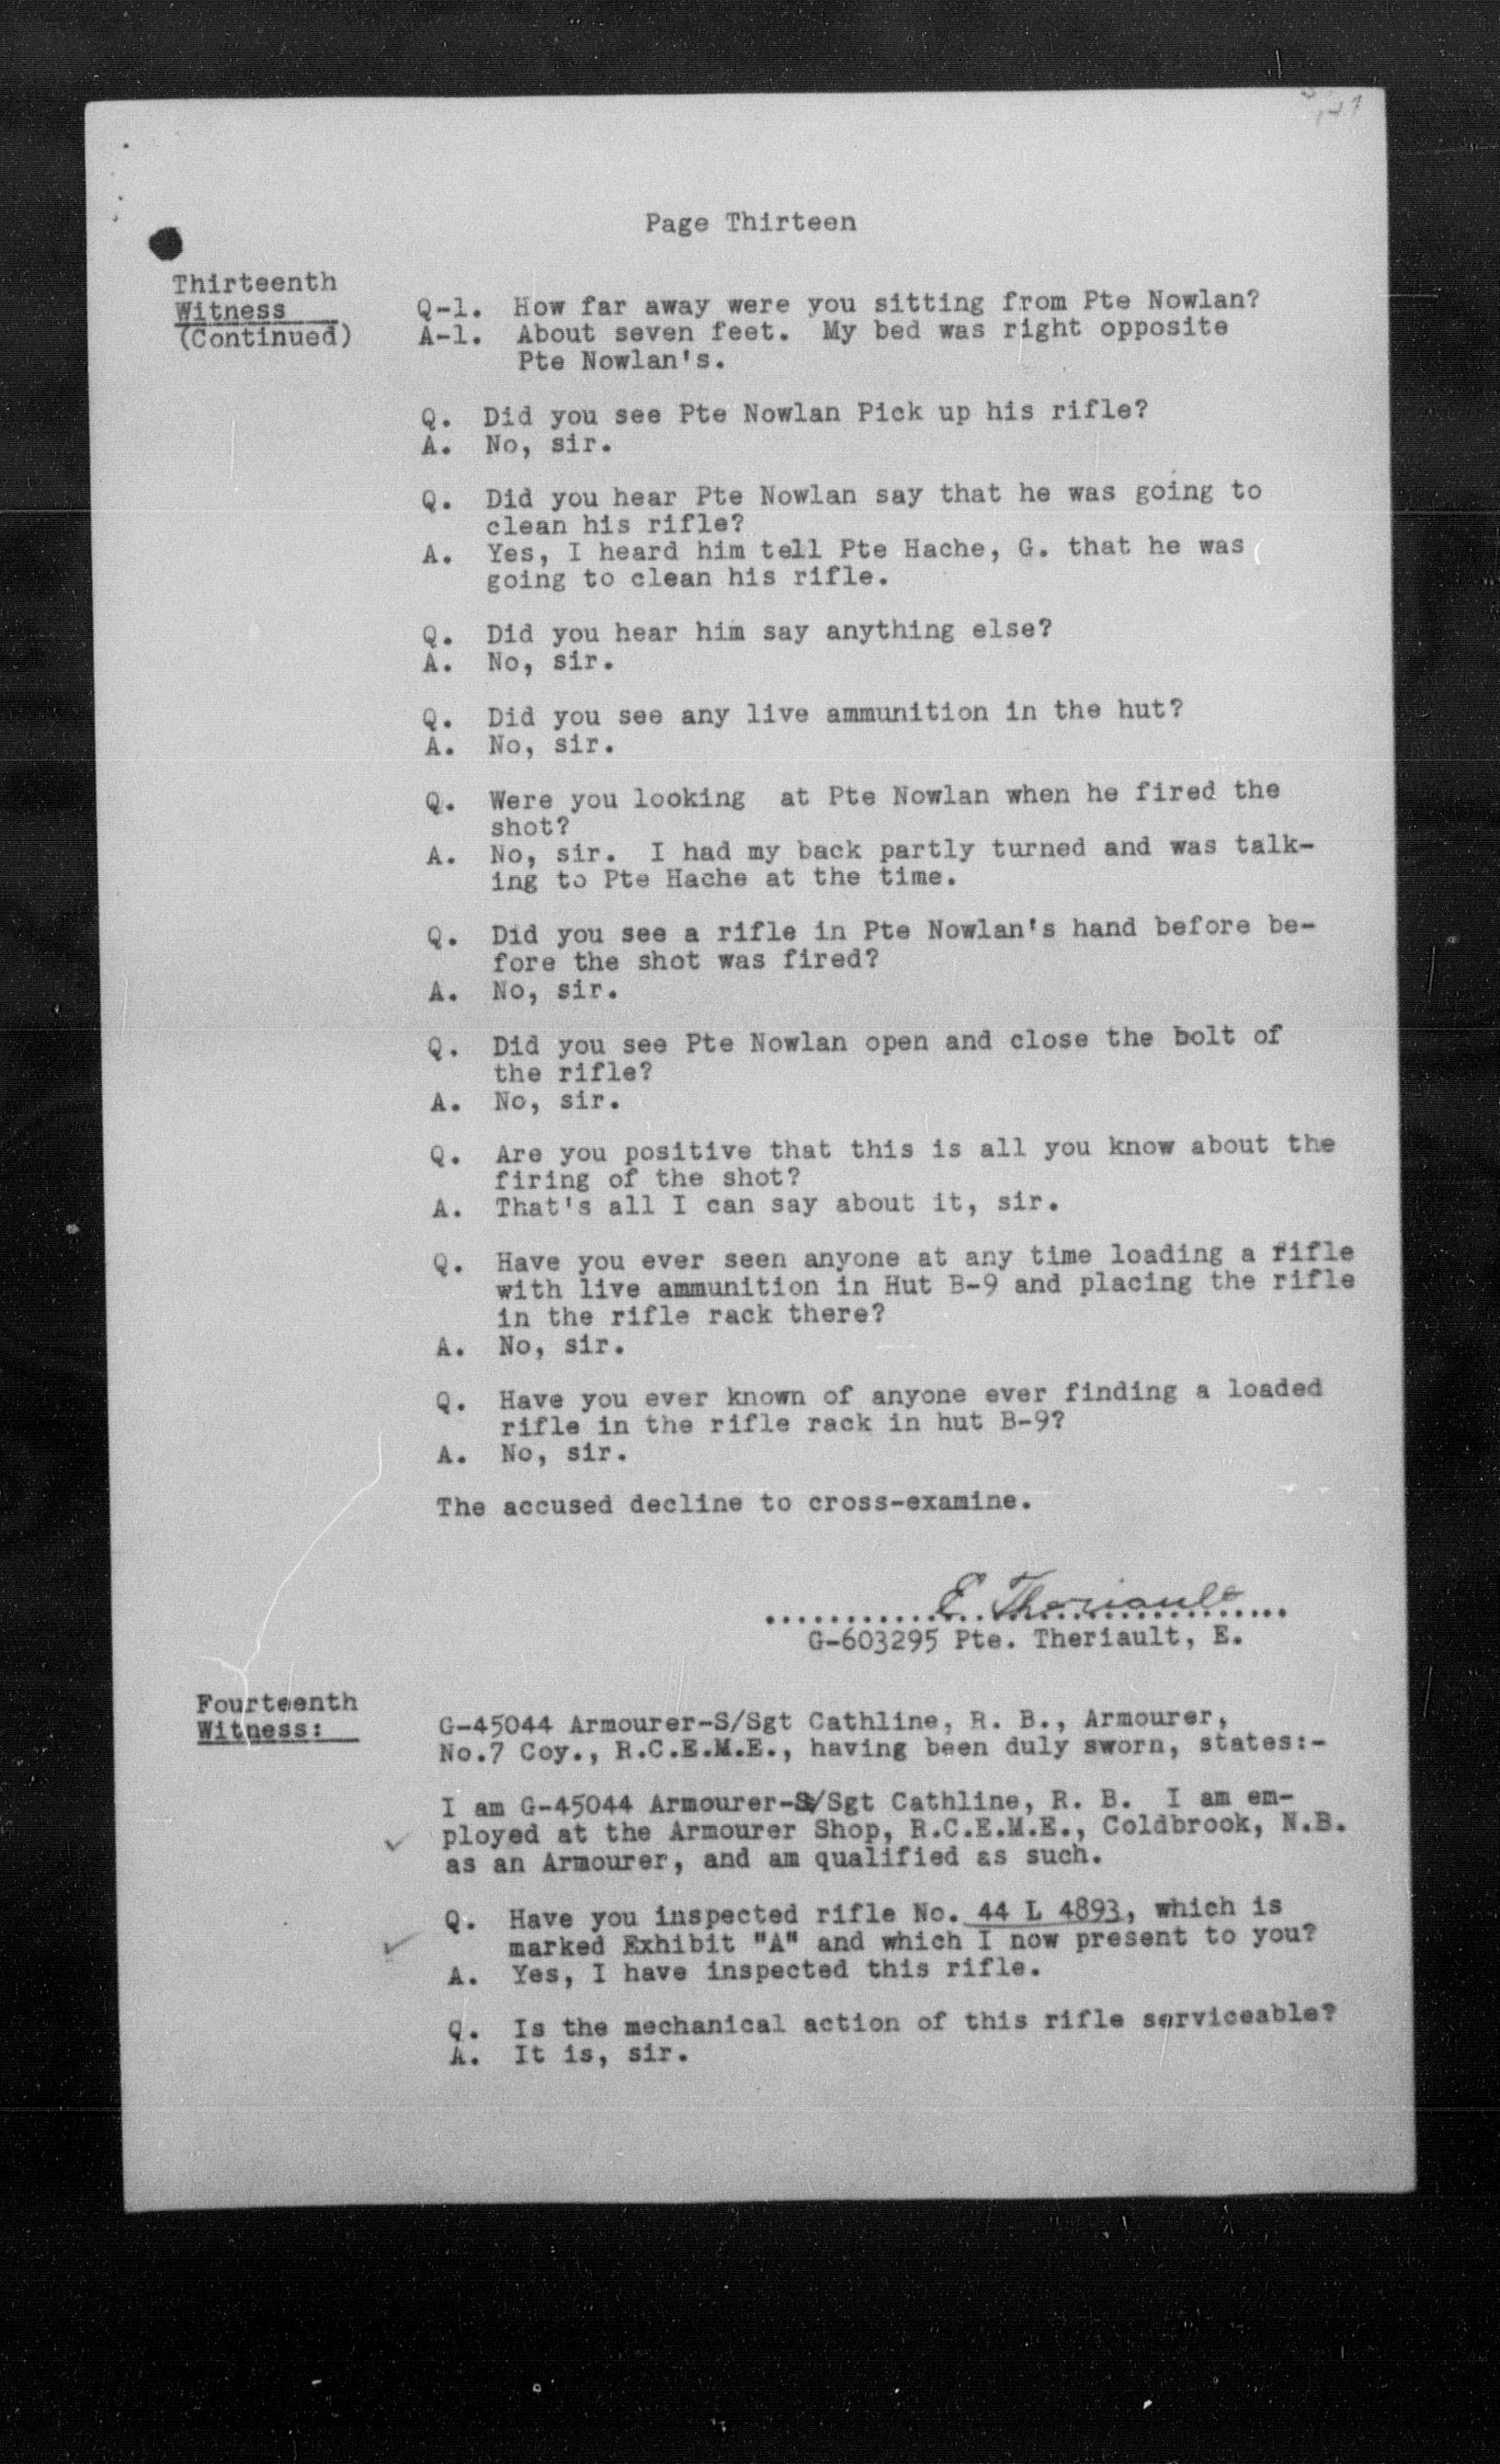 Page Thirteen
Thirteenth
Witness
(Continued)
Q-1. How far away were you sitting from Pte Nowlan?
A-1. About seven feet. My bed was right opposite
Pte Nowlan's.
Q. Did you see Pte Nowlan Pick up his rifle?
A. No, sir.
Q. Did you hear Pte Nowlan say that he was going to
clean his rifle?
A. Yes, I heard him tell Pte Hache, G. that he was
going to clean his rifle.
Q. Did you hear him say anything else?
A. No, sir.
Q. Did you see any live ammunition in the hut?
A. No, sir.
Q. Were you looking at Pte Nowlan when he fired the
shot?
A. No, sir. I had my back partly turned and was talk-
ing to Pte Hache at the time.
Q. Did you see a rifle in Pte Nowlan's hand before be-
fore the shot was fired?
A. No, sir.
Q. Did you see Pte Nowlan open and close the bolt of
the rifle?
A. No, sir.
Q. Are you positive that this is all you know about the
firing of the shot?
A. That's all I can say about it, sir.
Q. Have you ever seen anyone at any time loading a rifle
with live ammunition in Hut B-9 and placing the rifle
in the rifle rack there?
A. No, sir.
Q. Have you ever known of anyone ever finding a loaded
rifle in the rifle rack in hut B-9?
A. No, sir.
The accused decline to cross-examine.
E. Theriault
G-603295 Pte. Theriault, E.
Fourteenth
Witness:
G-45044 Armourer-S/Sgt Cathline, R. B., Armourer,
No.7 Coy., R.C.E.M.E., having been duly sworn, states:-
I am G-45044 Armourer-S/Sgt Cathline, R. B. I am em-
ployed at the Armourer Shop, R.C.E.M.E., Coldbrook, N.B.
as an Armourer, and am qualified as such.
Q. Have you inspected rifle No. 44 L 4893, which is
marked Exhibit "A" and which I now present to you?
A. Yes, I have inspected this rifle.
Q. Is the mechanical action of this rifle serviceable?
A. It is, sir.